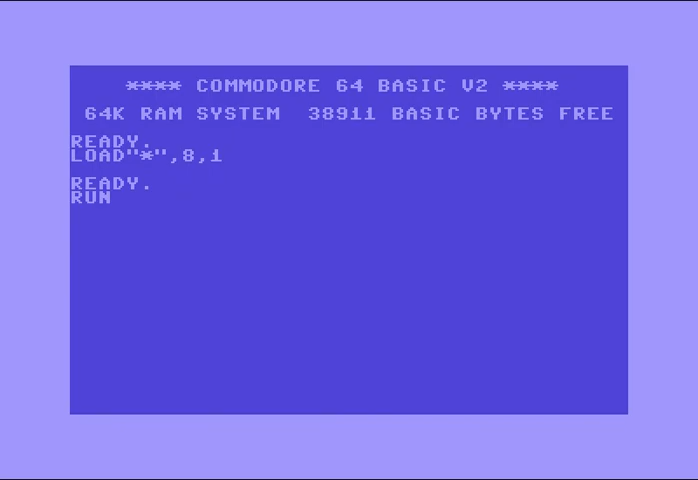 **** COMMODORE 64 BASIC V2 ****
64K RAM SYSTEM  38911 BASIC BYTES FREE
READY.
LOAD"*",8,1
READY.
RUN